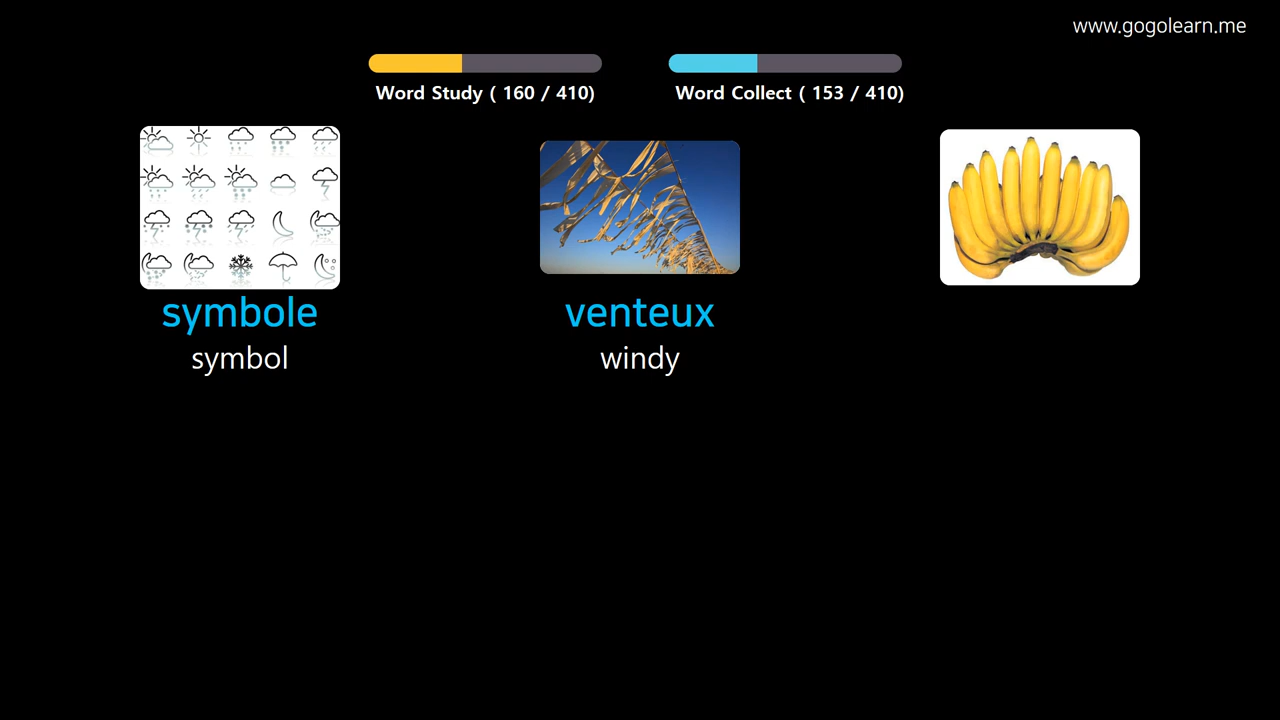 www.gogolearn.me
Word Study ( 160 / 410)
Word Collect ( 153 / 410)
symbole
symbol
venteux
windy